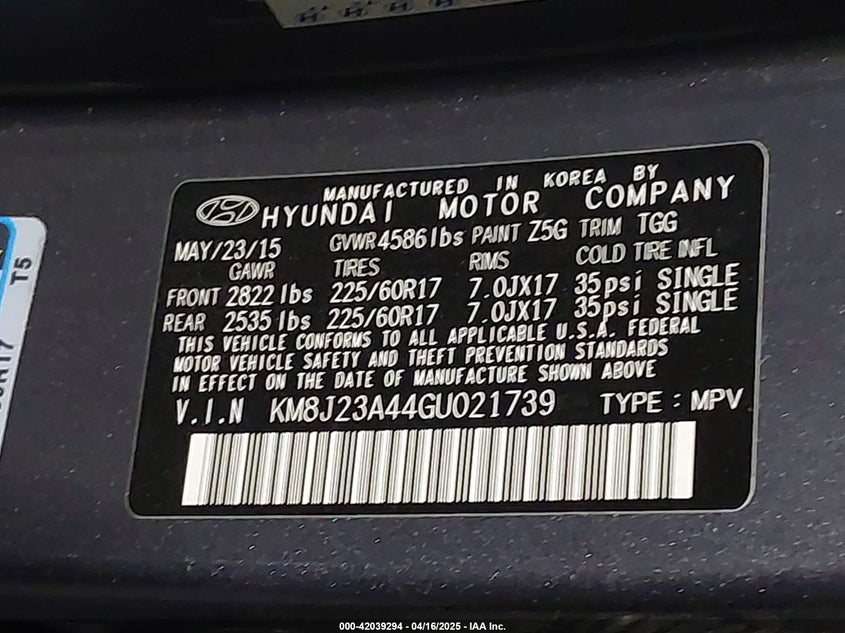 MANUFACTURED IN KOREA BY
HYUNDAI MOTOR COMPANY
MAY/23/15 GVWR 4586 lbs PAINT Z5G TRIM TGG
GAWR TIRES RIMS COLD TIRE INFL
FRONT 2822 lbs 225/60R17 7.0JX17 35psi SINGLE
REAR 2535 lbs 225/60R17 7.0JX17 35psi SINGLE
THIS VEHICLE CONFORMS TO ALL APPLICABLE U.S.A. FEDERAL
MOTOR VEHICLE SAFETY AND THEFT PREVENTION STANDARDS
IN EFFECT ON THE DATE OF MANUFACTURE SHOWN ABOVE
V.I.N KM8J23A44GU021739 TYPE : MPV
T5
000-42039294 - 04/16/2025 - IAA Inc.